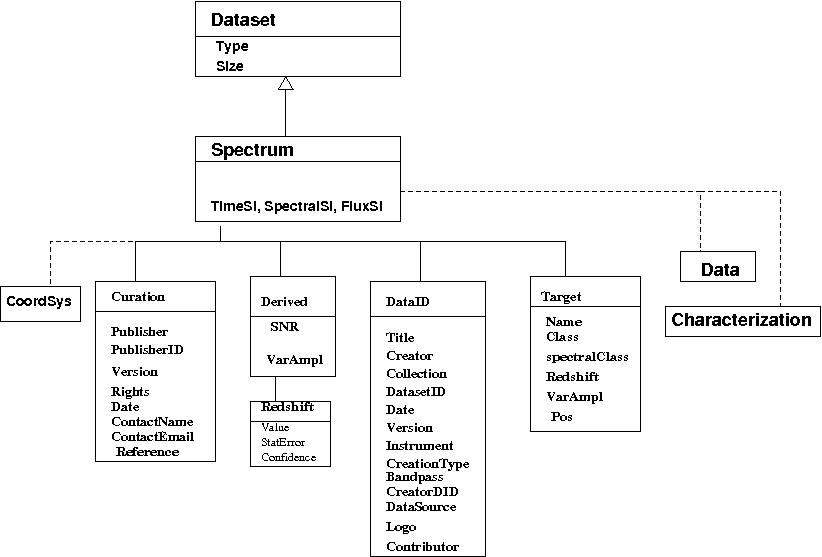 Dataset
Type
Size
Spectrum
TimeSI, SpectralSI, FluxSI
CoordSys
Curation
Publisher
PublisherID
Version
Rights
Date
ContactName
ContactEmail
Reference
Derived
SNR
VarAmpl
Redshift
Value
StatError
Confidence
DataID
Title
Creator
Collection
DatasetID
Date
Version
Instrument
CreationType
Bandpass
CreatorDID
DataSource
Logo
Contributor
Target
Name
Class
spectralClass
Redshift
VarAmpl
Pos
Data
Characterization